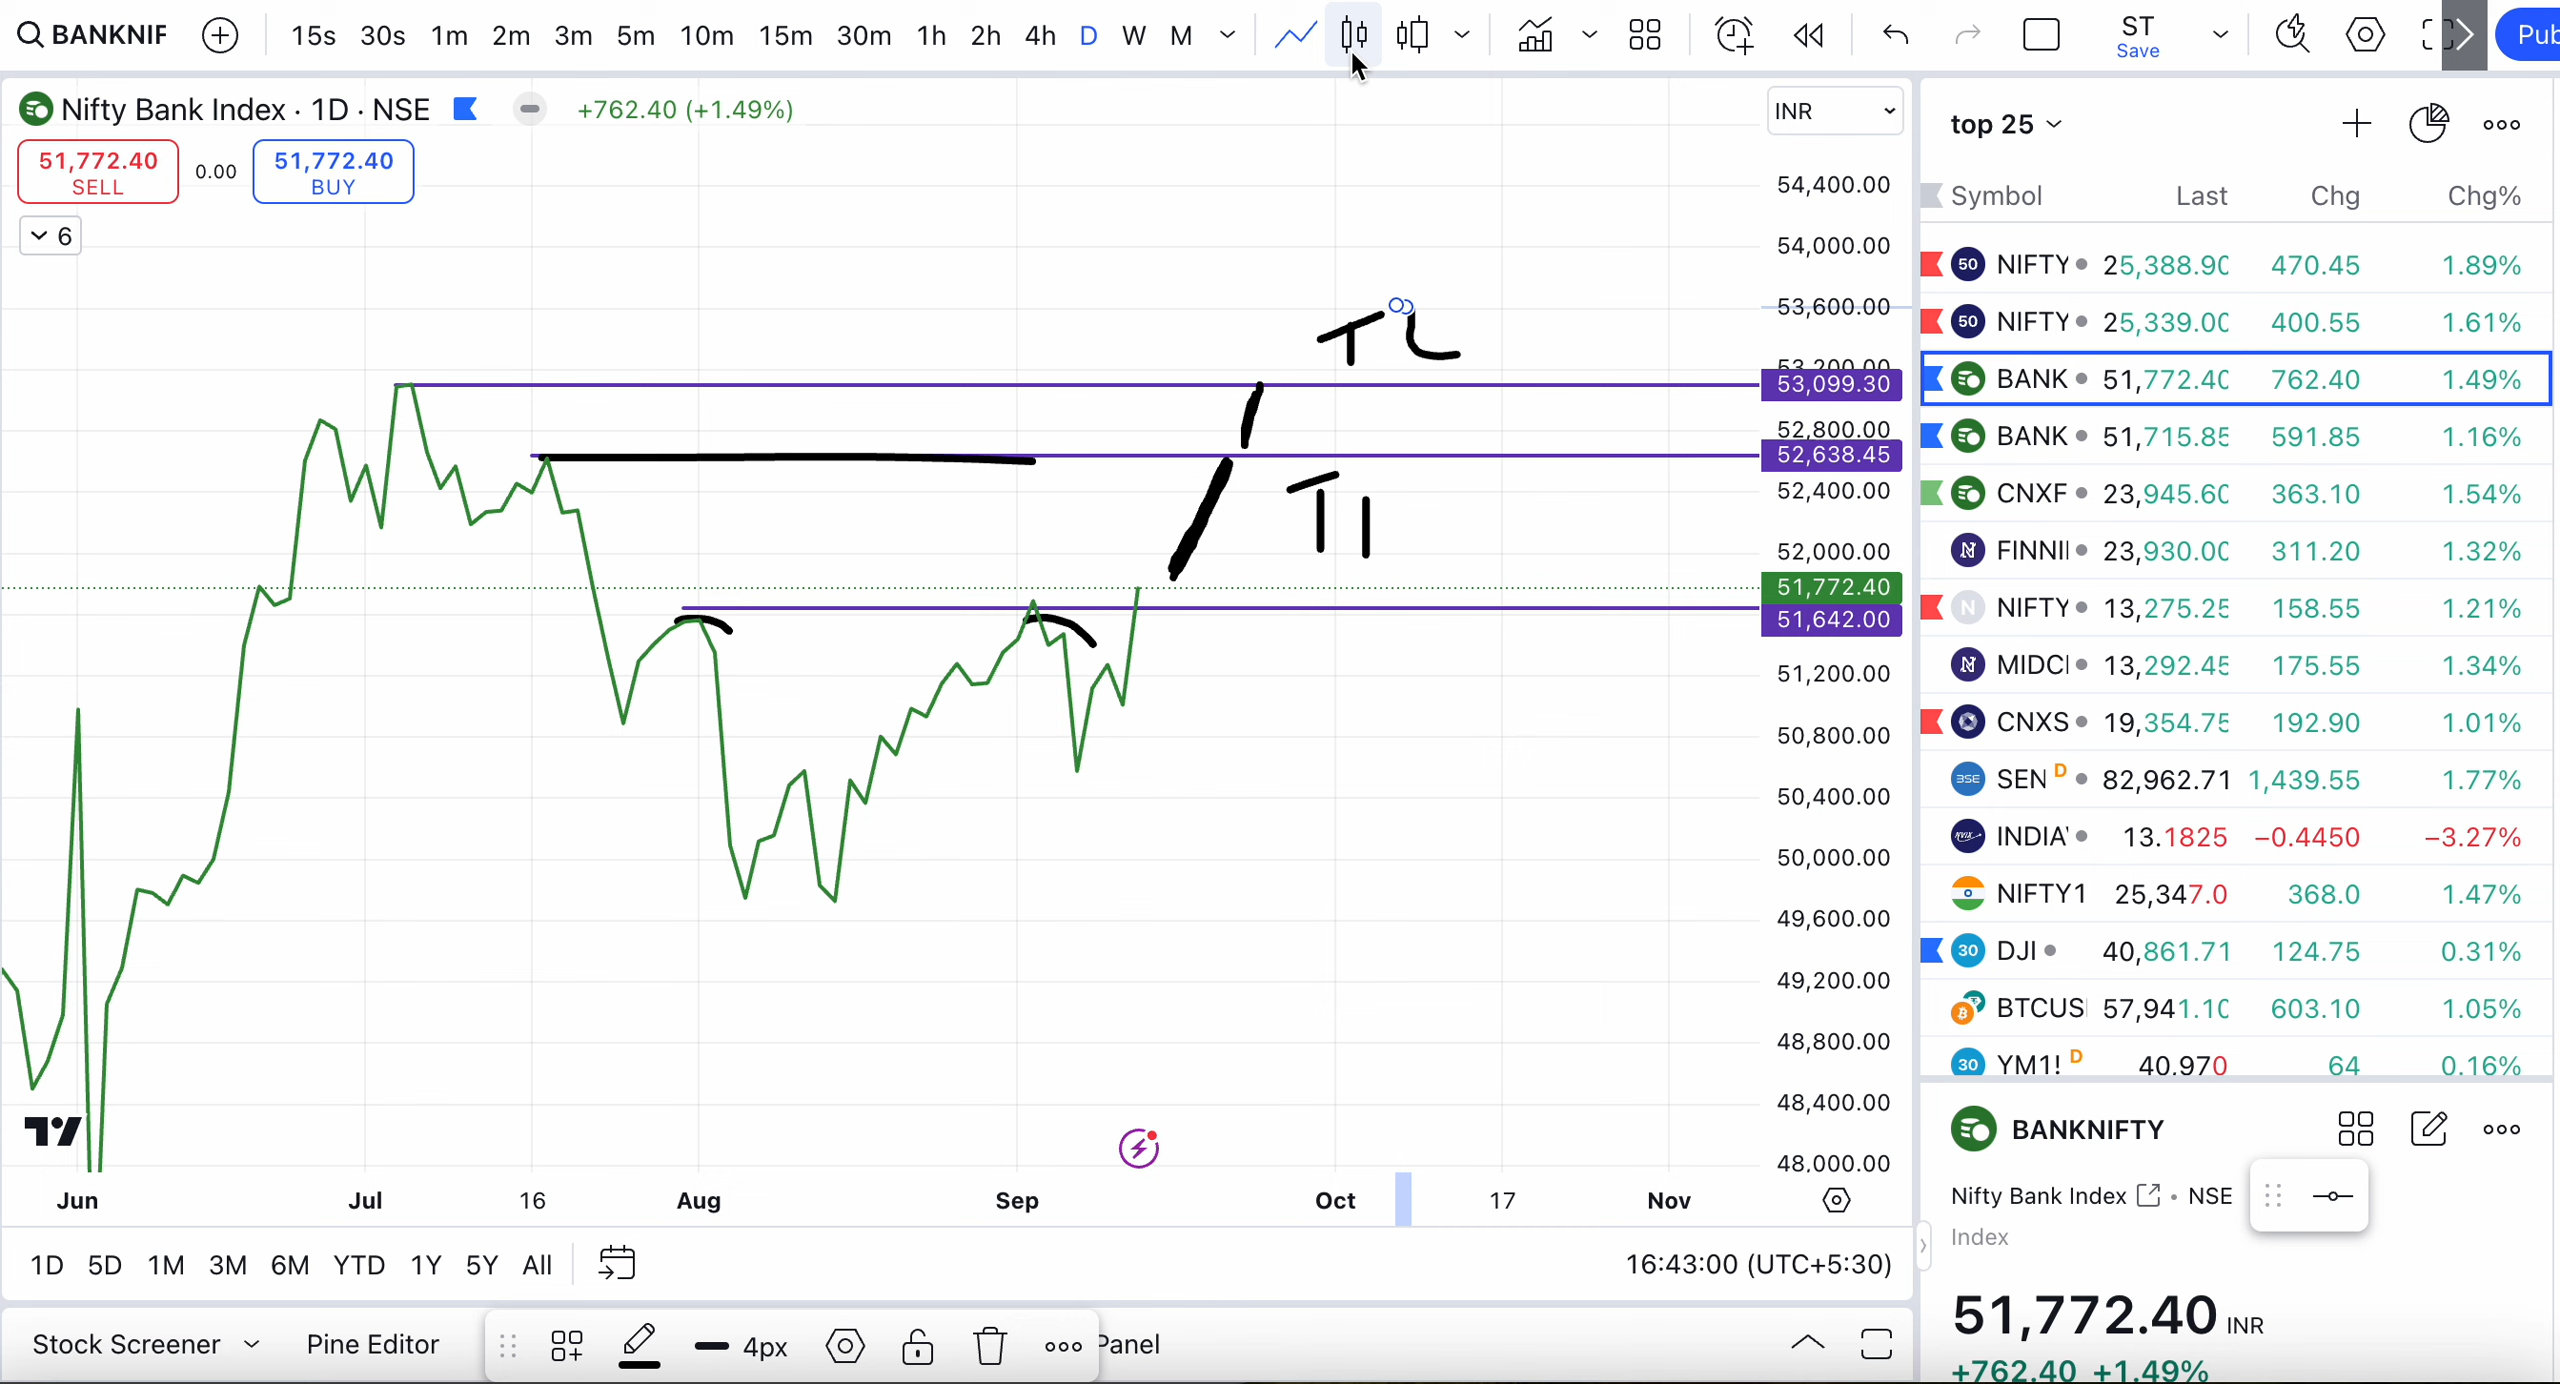 BANKNIF 15s 30s 1m 2m 3m 5m 10m 15m 30m 1h 2h 4h D W M ST Save Pub
Nifty Bank Index · 1D · NSE +762.40 (+1.49%) INR
51,772.40 SELL 0.00 51,772.40 BUY
6
54,400.00
54,000.00
53,600.00
53,200.00
53,099.30
52,800.00
52,638.45
52,400.00
52,000.00
51,772.40
51,642.00
51,200.00
50,800.00
50,400.00
50,000.00
49,600.00
49,200.00
48,800.00
48,400.00
48,000.00
T1
Jun Jul 16 Aug Sep Oct 17 Nov
1D 5D 1M 3M 6M YTD 1Y 5Y All 16:43:00 (UTC+5:30)
Stock Screener Pine Editor 4px Panel
top 25
Symbol Last Chg Chg%
50 NIFTY 25,388.90 470.45 1.89%
50 NIFTY 25,339.00 400.55 1.61%
BANK 51,772.40 762.40 1.49%
BANK 51,715.85 591.85 1.16%
CNXF 23,945.60 363.10 1.54%
FINNI 23,930.00 311.20 1.32%
N NIFTY 13,275.25 158.55 1.21%
MIDC 13,292.45 175.55 1.34%
CNXS 19,354.75 192.90 1.01%
BSE SEN D 82,962.71 1,439.55 1.77%
INDIA 13.1825 −0.4450 −3.27%
NIFTY1 25,347.0 368.0 1.47%
30 DJI 40,861.71 124.75 0.31%
BTCUS 57,941.10 603.10 1.05%
30 YM1! D 40,970 64 0.16%
BANKNIFTY
Nifty Bank Index • NSE
Index
51,772.40 INR
+762.40 +1.49%